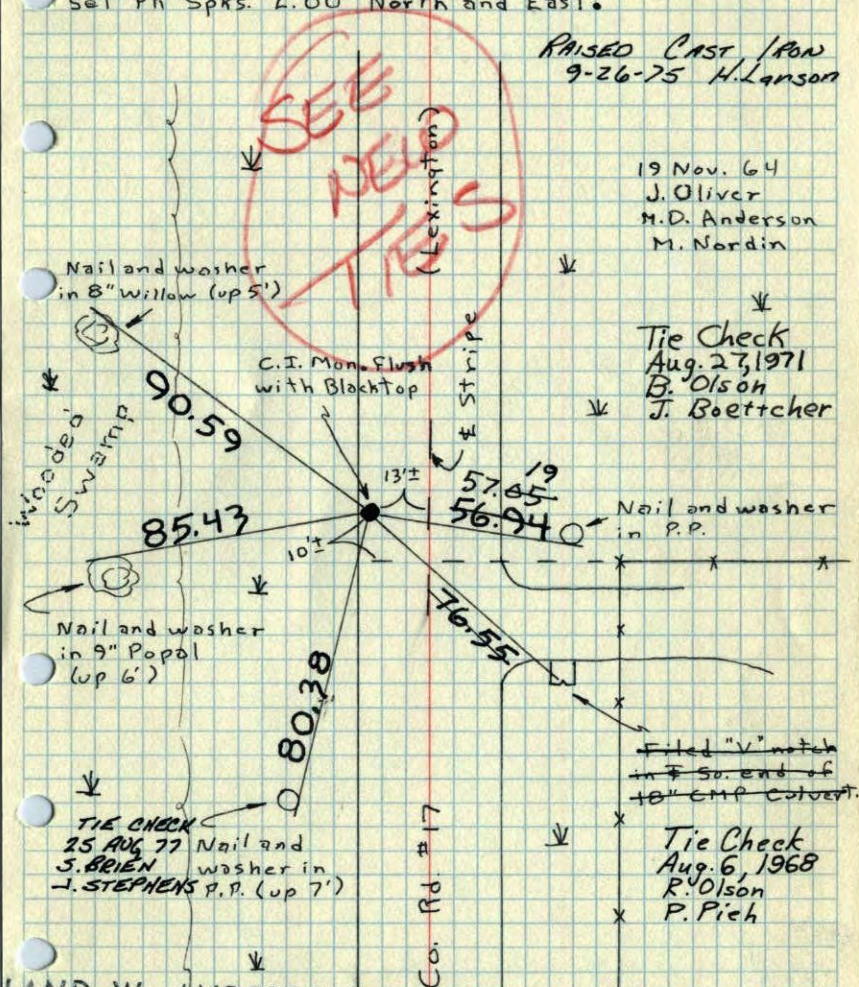 Set PK Spks. 2.00 North and East.
RAISED CAST IRON
9-26-75 H. Larson
SEE
NEW
TIES
(Lexington)
19 Nov. 64
J. Oliver
M.D. Anderson
M. Nordin
Nail and washer
in 8" Willow (up 5')
Tie Check
Aug. 27, 1971
B. Olson
J. Boettcher
C.I. Mon. Flush
with Blacktop
℄ Stripe
90.59
Wooded
Swamp
13'±
19
57.05
56.94
Nail and washer
in P.P.
85.43
10'±
76.55
Nail and washer
in 9" Popal
(up 6')
80.38
Filed "V" notch
in ℄ So. end of
18" CMP Culvert.
TIE CHECK
25 AUG 77
S. BRIEN
J. STEPHENS
Nail and
washer in
P.P. (up 7')
Co. Rd. #17
Tie Check
Aug. 6, 1968
R. Olson
P. Pich